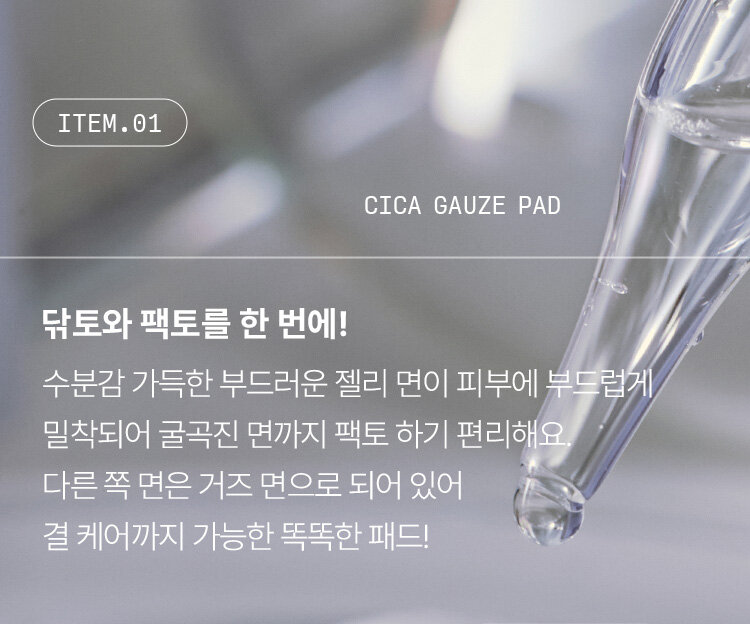 ITEM.01
CICA GAUZE PAD
닦토와 팩토를 한 번에!
수분감 가득한 부드러운 젤리 면이 피부에 부드럽게
밀착되어 굴곡진 면까지 팩토 하기 편리해요.
다른 쪽 면은 거즈 면으로 되어 있어
결 케어까지 가능한 똑똑한 패드!